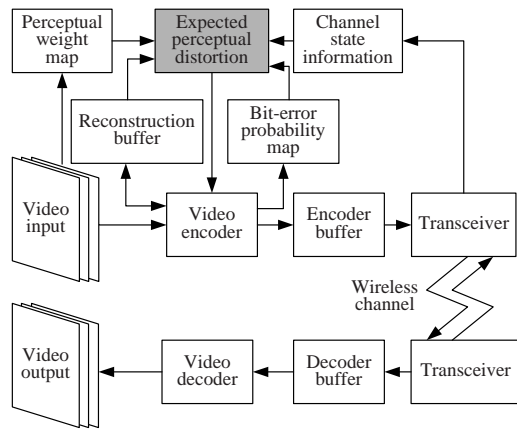 Perceptual
weight
map
Expected
perceptual
distortion
Channel
state
information
Reconstruction
buffer
Bit-error
probability
map
Video
input
Video
encoder
Encoder
buffer
Transceiver
Wireless
channel
Video
output
Video
decoder
Decoder
buffer
Transceiver